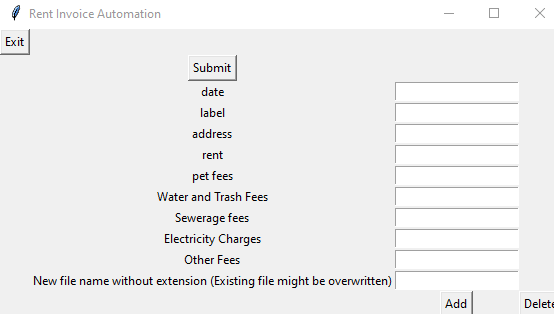 Rent Invoice Automation
Exit
Submit
date
label
address
rent
pet fees
Water and Trash Fees
Sewerage fees
Electricity Charges
Other Fees
New file name without extension (Existing file might be overwritten)
Add Delete